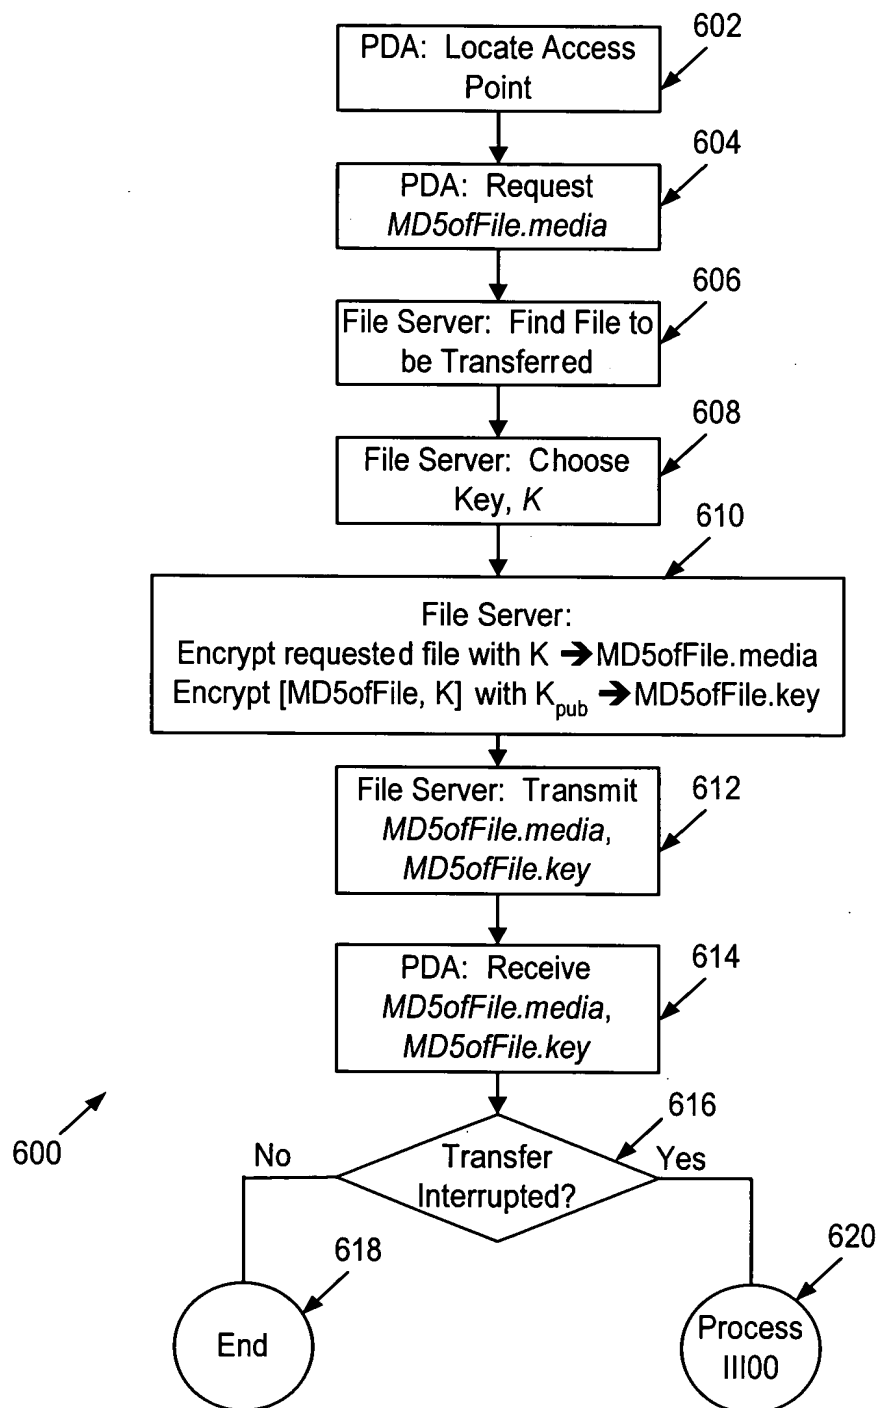 602
PDA: Locate Access
Point
604
PDA: Request
MD5ofFile.media
606
File Server: Find File to
be Transferred
608
File Server: Choose
Key, K
610
File Server:
Encrypt requested file with K ➔ MD5ofFile.media
Encrypt [MD5ofFile, K] with Kpub ➔ MD5ofFile.key
612
File Server: Transmit
MD5ofFile.media,
MD5ofFile.key
614
PDA: Receive
MD5ofFile.media,
MD5ofFile.key
616
600
No
Transfer
Interrupted?
Yes
618
620
End
Process
III00